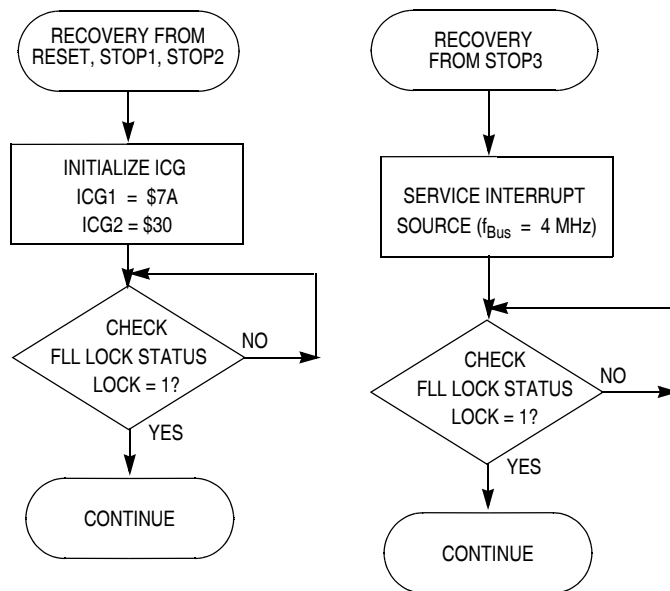 RECOVERY FROM
RESET, STOP1, STOP2
INITIALIZE ICG
ICG1 = $7A
ICG2 = $30
CHECK
FLL LOCK STATUS
LOCK = 1?
NO
YES
CONTINUE
RECOVERY
FROM STOP3
SERVICE INTERRUPT
SOURCE (fBus = 4 MHz)
CHECK
FLL LOCK STATUS
LOCK = 1?
NO
YES
CONTINUE